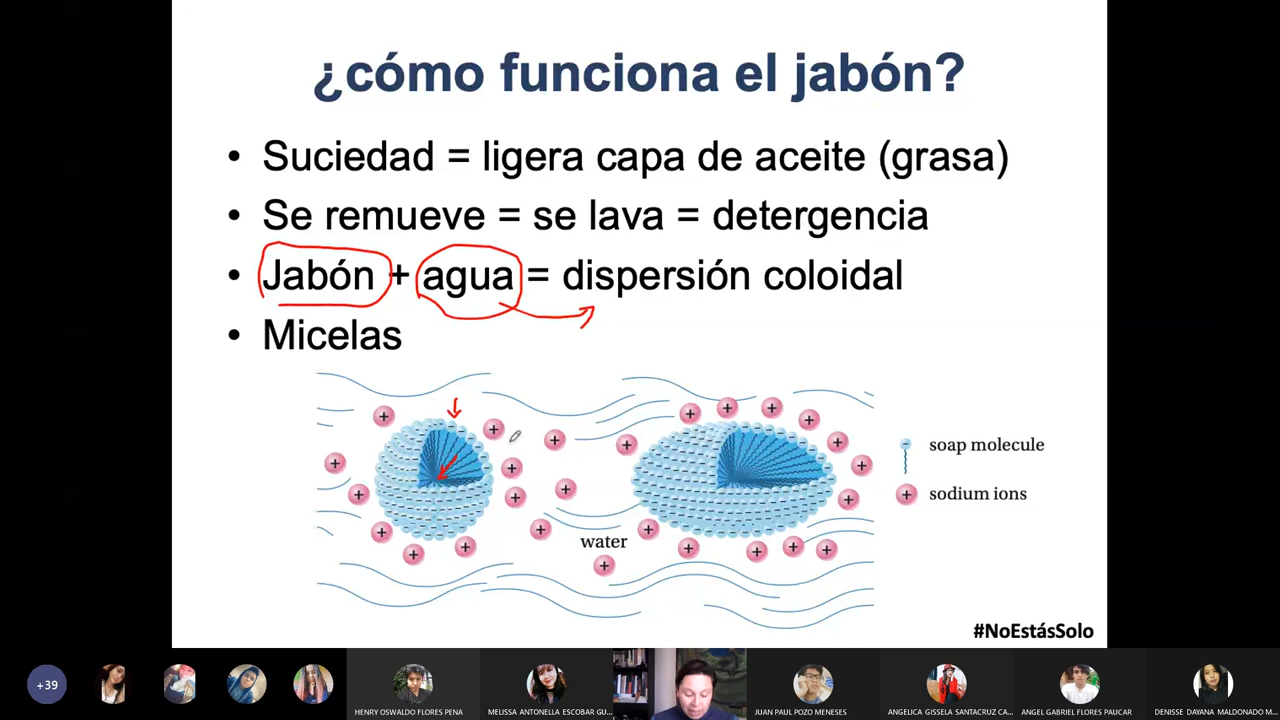 ¿cómo funciona el jabón?
• Suciedad = ligera capa de aceite (grasa)
• Se remueve = se lava = detergencia
• Jabón + agua = dispersión coloidal
• Micelas
soap molecule
sodium ions
water
#NoEstásSolo
+39
HENRY OSWALDO FLORES PENA
MELISSA ANTONELLA ESCOBAR GU...
JUAN PAUL POZO MENESES
ANGELICA GISSELA SANTACRUZ CA...
ANGEL GABRIEL FLORES PAUCAR
DENISSE DAYANA MALDONADO M...